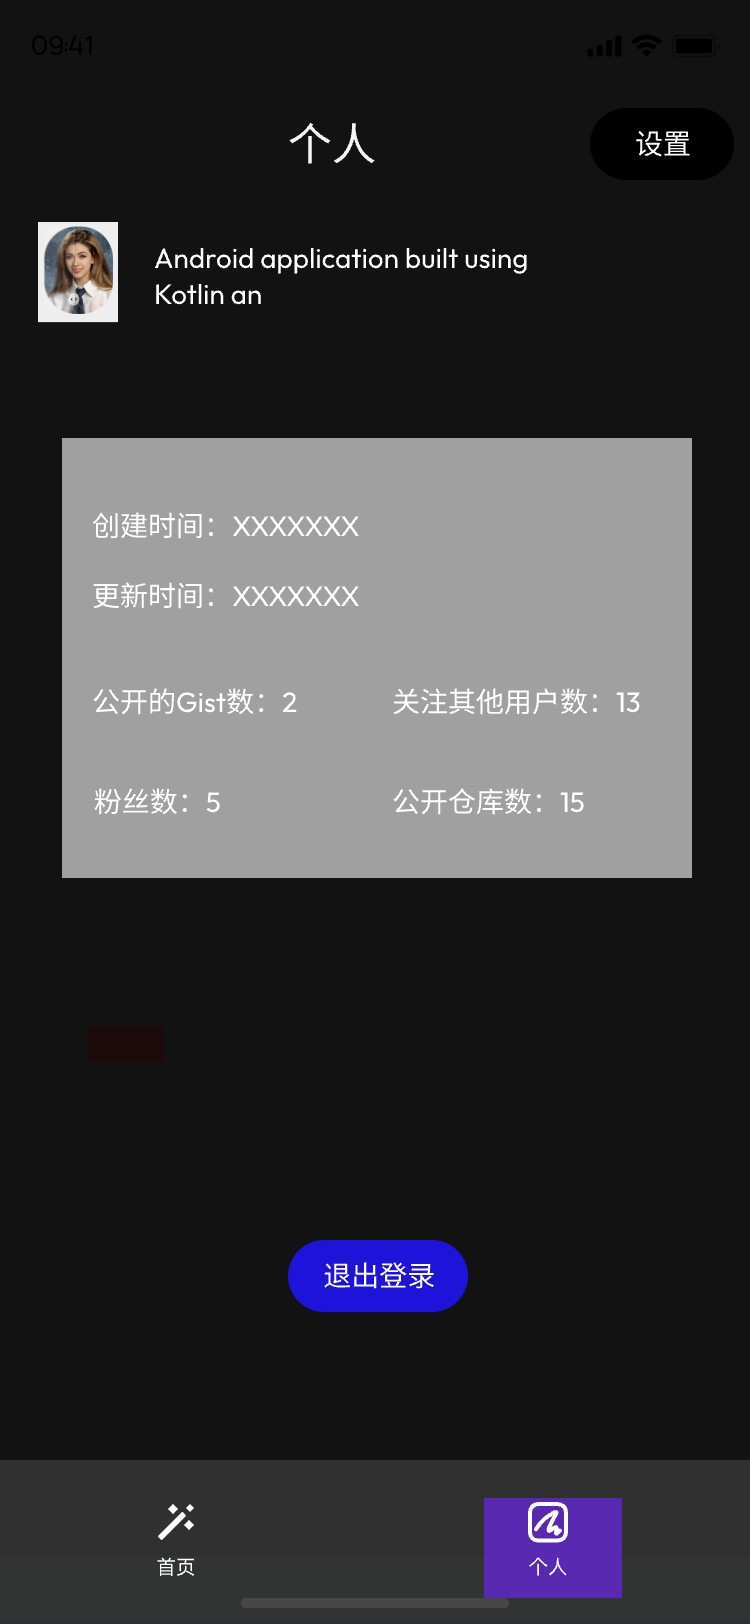 09:41
个人
设置
Android application built using
Kotlin an
创建时间：XXXXXXX
更新时间：XXXXXXX
公开的Gist数：2
关注其他用户数：13
粉丝数：5
公开仓库数：15
退出登录
首页
个人